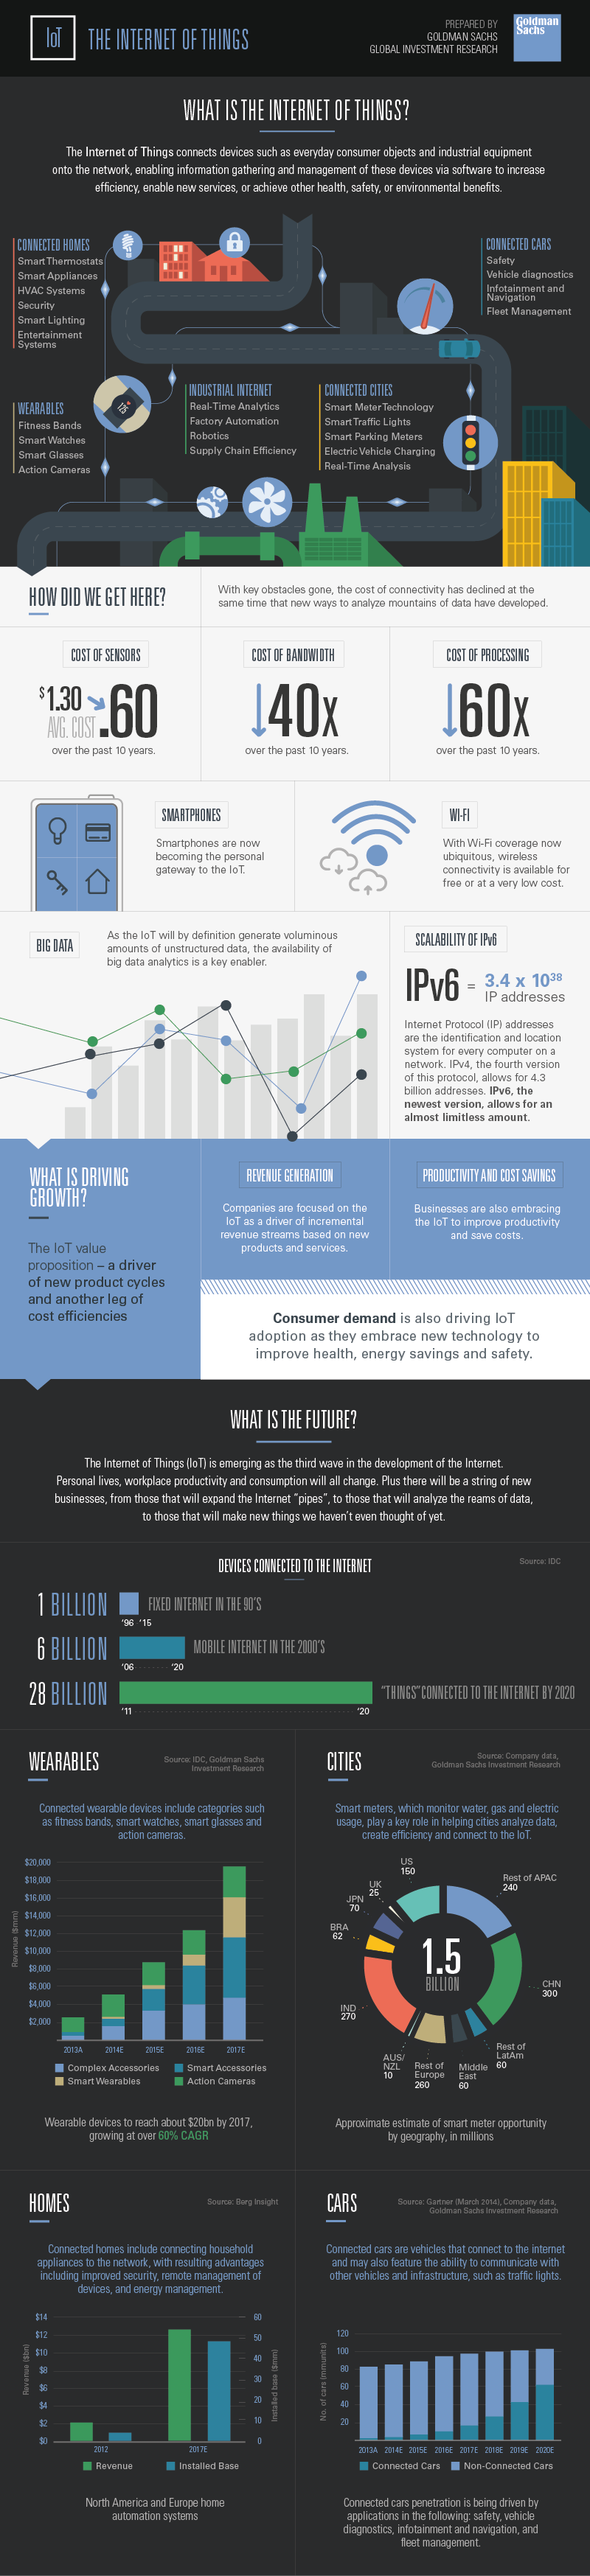 IoT
THE INTERNET OF THINGS
PREPARED BY
GOLDMAN SACHS
GLOBAL INVESTMENT RESEARCH
Goldman
Sachs
WHAT IS THE INTERNET OF THINGS?
The Internet of Things connects devices such as everyday consumer objects and industrial equipment
onto the network, enabling information gathering and management of these devices via software to increase
efficiency, enable new services, or achieve other health, safety, or environmental benefits.
CONNECTED HOMES
Smart Thermostats
Smart Appliances
HVAC Systems
Security
Smart Lighting
Entertainment
Systems
CONNECTED CARS
Safety
Vehicle diagnostics
Infotainment and
Navigation
Fleet Management
WEARABLES
Fitness Bands
Smart Watches
Smart Glasses
Action Cameras
INDUSTRIAL INTERNET
Real-Time Analytics
Factory Automation
Robotics
Supply Chain Efficiency
CONNECTED CITIES
Smart Meter Technology
Smart Traffic Lights
Smart Parking Meters
Electric Vehicle Charging
Real-Time Analysis
HOW DID WE GET HERE?
With key obstacles gone, the cost of connectivity has declined at the
same time that new ways to analyze mountains of data have developed.
COST OF SENSORS
$1.30
AVG. COST
.60
over the past 10 years.
COST OF BANDWIDTH
40X
over the past 10 years.
COST OF PROCESSING
60X
over the past 10 years.
SMARTPHONES
Smartphones are now
becoming the personal
gateway to the IoT.
WI-FI
With Wi-Fi coverage now
ubiquitous, wireless
connectivity is available for
free or at a very low cost.
BIG DATA
As the IoT will by definition generate voluminous
amounts of unstructured data, the availability of
big data analytics is a key enabler.
SCALABILITY OF IPv6
IPv6 = 3.4 x 10³⁸
IP addresses
Internet Protocol (IP) addresses
are the identification and location
system for every computer on a
network. IPv4, the fourth version
of this protocol, allows for 4.3
billion addresses. IPv6, the
newest version, allows for an
almost limitless amount.
WHAT IS DRIVING
GROWTH?
The IoT value
proposition – a driver
of new product cycles
and another leg of
cost efficiencies
REVENUE GENERATION
Companies are focused on the
IoT as a driver of incremental
revenue streams based on new
products and services.
PRODUCTIVITY AND COST SAVINGS
Businesses are also embracing
the IoT to improve productivity
and save costs.
Consumer demand is also driving IoT
adoption as they embrace new technology to
improve health, energy savings and safety.
WHAT IS THE FUTURE?
The Internet of Things (IoT) is emerging as the third wave in the development of the Internet.
Personal lives, workplace productivity and consumption will all change. Plus there will be a string of new
businesses, from those that will expand the Internet “pipes”, to those that will analyze the reams of data,
to those that will make new things we haven’t even thought of yet.
DEVICES CONNECTED TO THE INTERNET
Source: IDC
1 BILLION
FIXED INTERNET IN THE 90’S
‘96 ‘15
6 BILLION
MOBILE INTERNET IN THE 2000’S
‘06 ‘20
28 BILLION
“THINGS” CONNECTED TO THE INTERNET BY 2020
‘11 ‘20
WEARABLES
Source: IDC, Goldman Sachs
Investment Research
Connected wearable devices include categories such
as fitness bands, smart watches, smart glasses and
action cameras.
Revenue ($mm)
$20,000
$18,000
$16,000
$14,000
$12,000
$10,000
$8,000
$6,000
$4,000
$2,000
2013A 2014E 2015E 2016E 2017E
Complex Accessories
Smart Accessories
Smart Wearables
Action Cameras
Wearable devices to reach about $20bn by 2017,
growing at over 60% CAGR
CITIES
Source: Company data,
Goldman Sachs Investment Research
Smart meters, which monitor water, gas and electric
usage, play a key role in helping cities analyze data,
create efficiency and connect to the IoT.
US
150
Rest of APAC
240
UK
25
JPN
70
BRA
62
1.5
BILLION
CHN
300
IND
270
Rest of
LatAm
60
AUS/
NZL
10
Rest of
Europe
260
Middle
East
60
Approximate estimate of smart meter opportunity
by geography, in millions
HOMES
Source: Berg Insight
Connected homes include connecting household
appliances to the network, with resulting advantages
including improved security, remote management of
devices, and energy management.
Revenue ($bn)
$14
$12
$10
$8
$6
$4
$2
$0
60
50
40
30
20
10
0
Installed base ($mm)
2012 2017E
Revenue
Installed Base
North America and Europe home
automation systems
CARS
Source: Gartner (March 2014), Company data,
Goldman Sachs Investment Research
Connected cars are vehicles that connect to the internet
and may also feature the ability to communicate with
other vehicles and infrastructure, such as traffic lights.
120
100
80
60
40
20
2013A 2014E 2015E 2016E 2017E 2018E 2019E 2020E
Connected Cars
Non-Connected Cars
Connected cars penetration is being driven by
applications in the following: safety, vehicle
diagnostics, infotainment and navigation, and
fleet management.